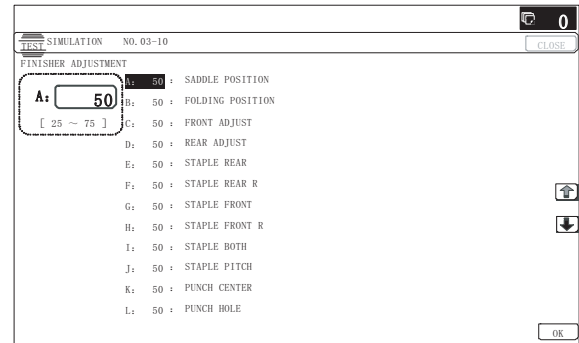 0
TEST SIMULATION NO.03-10
CLOSE
FINISHER ADJUSTMENT
A: 50
[ 25 ~ 75 ]
A: 50 : SADDLE POSITION
B: 50 : FOLDING POSITION
C: 50 : FRONT ADJUST
D: 50 : REAR ADJUST
E: 50 : STAPLE REAR
F: 50 : STAPLE REAR R
G: 50 : STAPLE FRONT
H: 50 : STAPLE FRONT R
I: 50 : STAPLE BOTH
J: 50 : STAPLE PITCH
K: 50 : PUNCH CENTER
L: 50 : PUNCH HOLE
OK